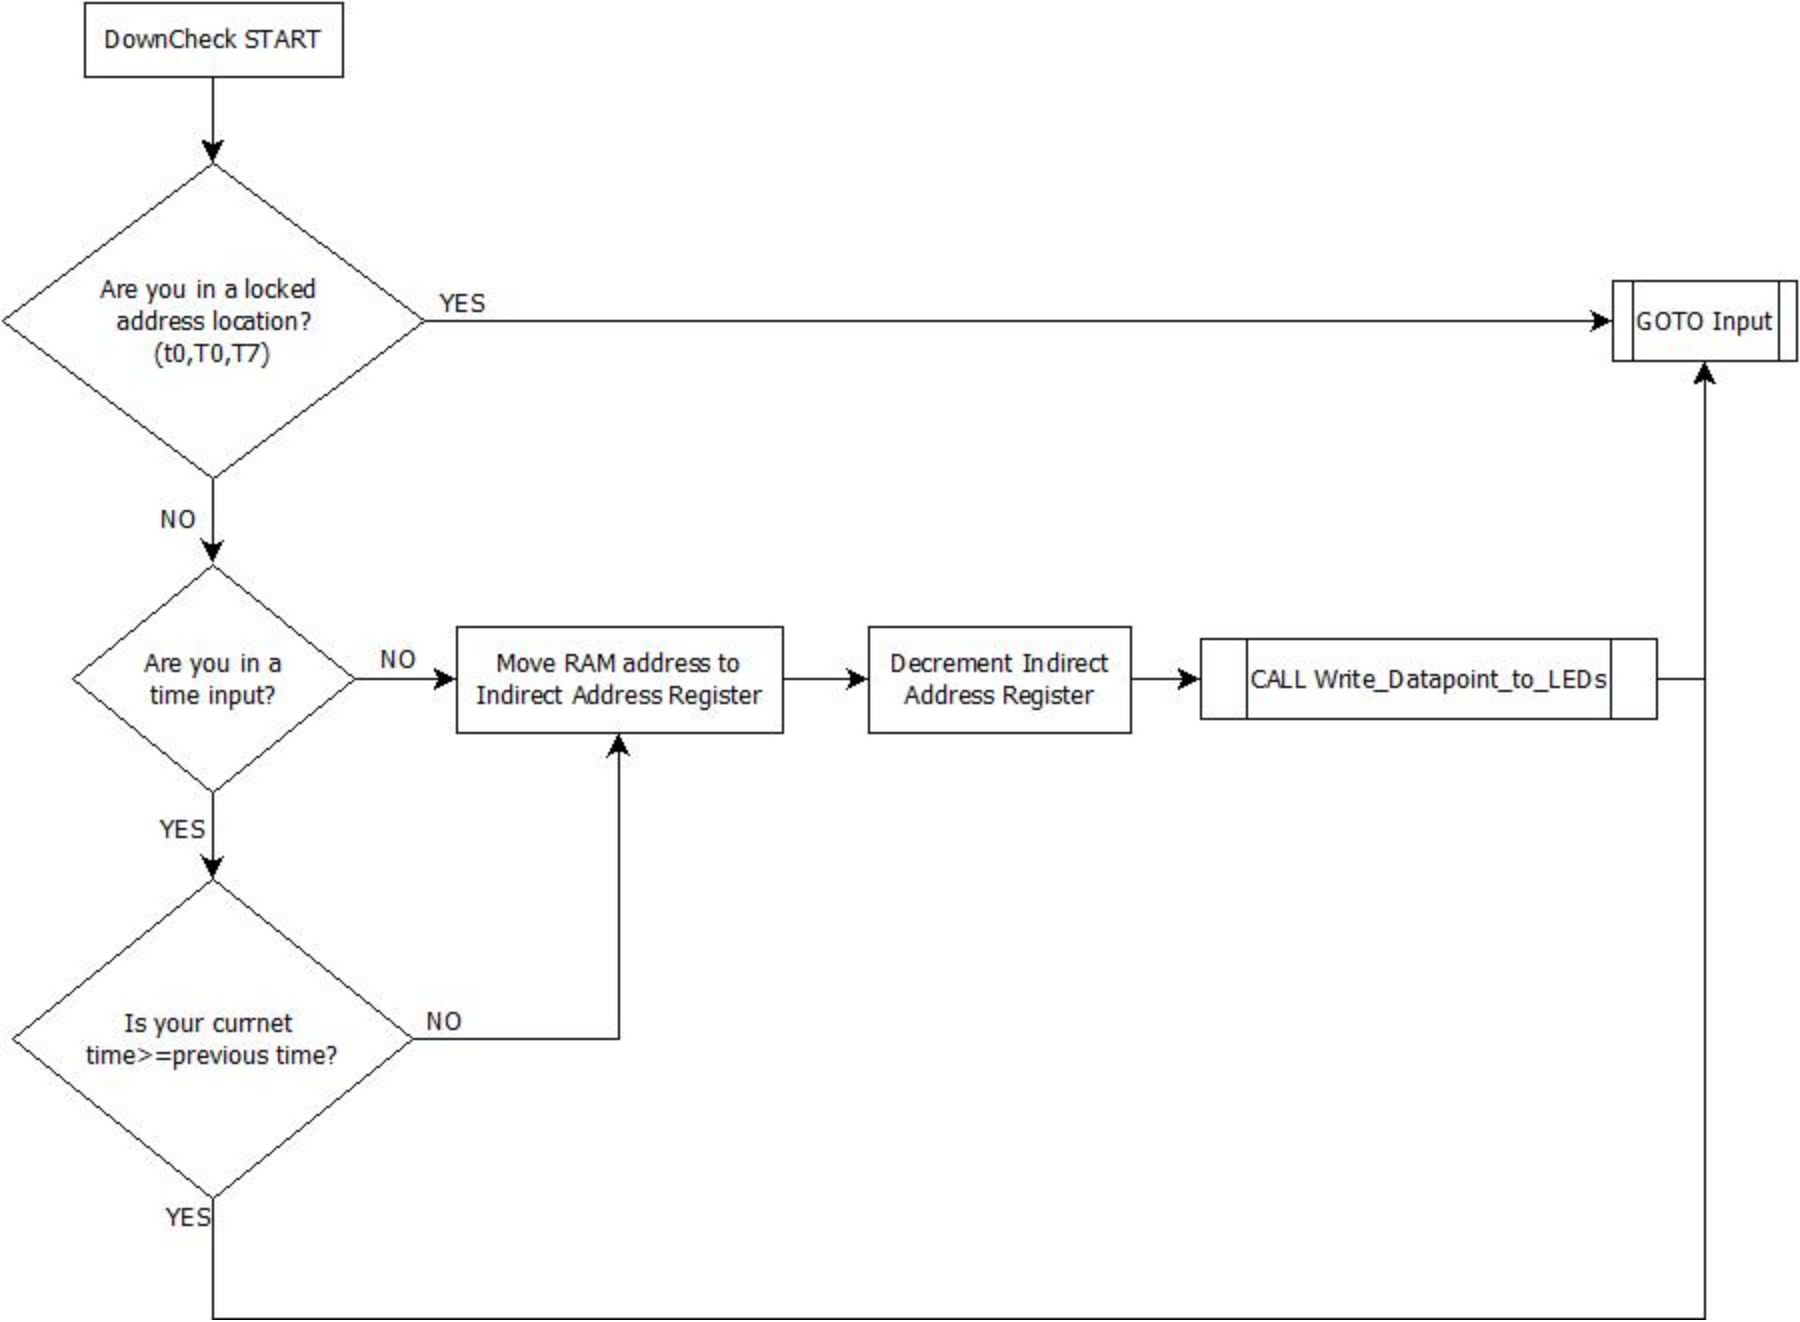 DownCheck START
Are you in a locked
address location?
(t0,T0,T7)
YES
GOTO Input
NO
Are you in a
time input?
NO
Move RAM address to
Indirect Address Register
Decrement Indirect
Address Register
CALL Write_Datapoint_to_LEDs
YES
Is your currnet
time>=previous time?
NO
YES